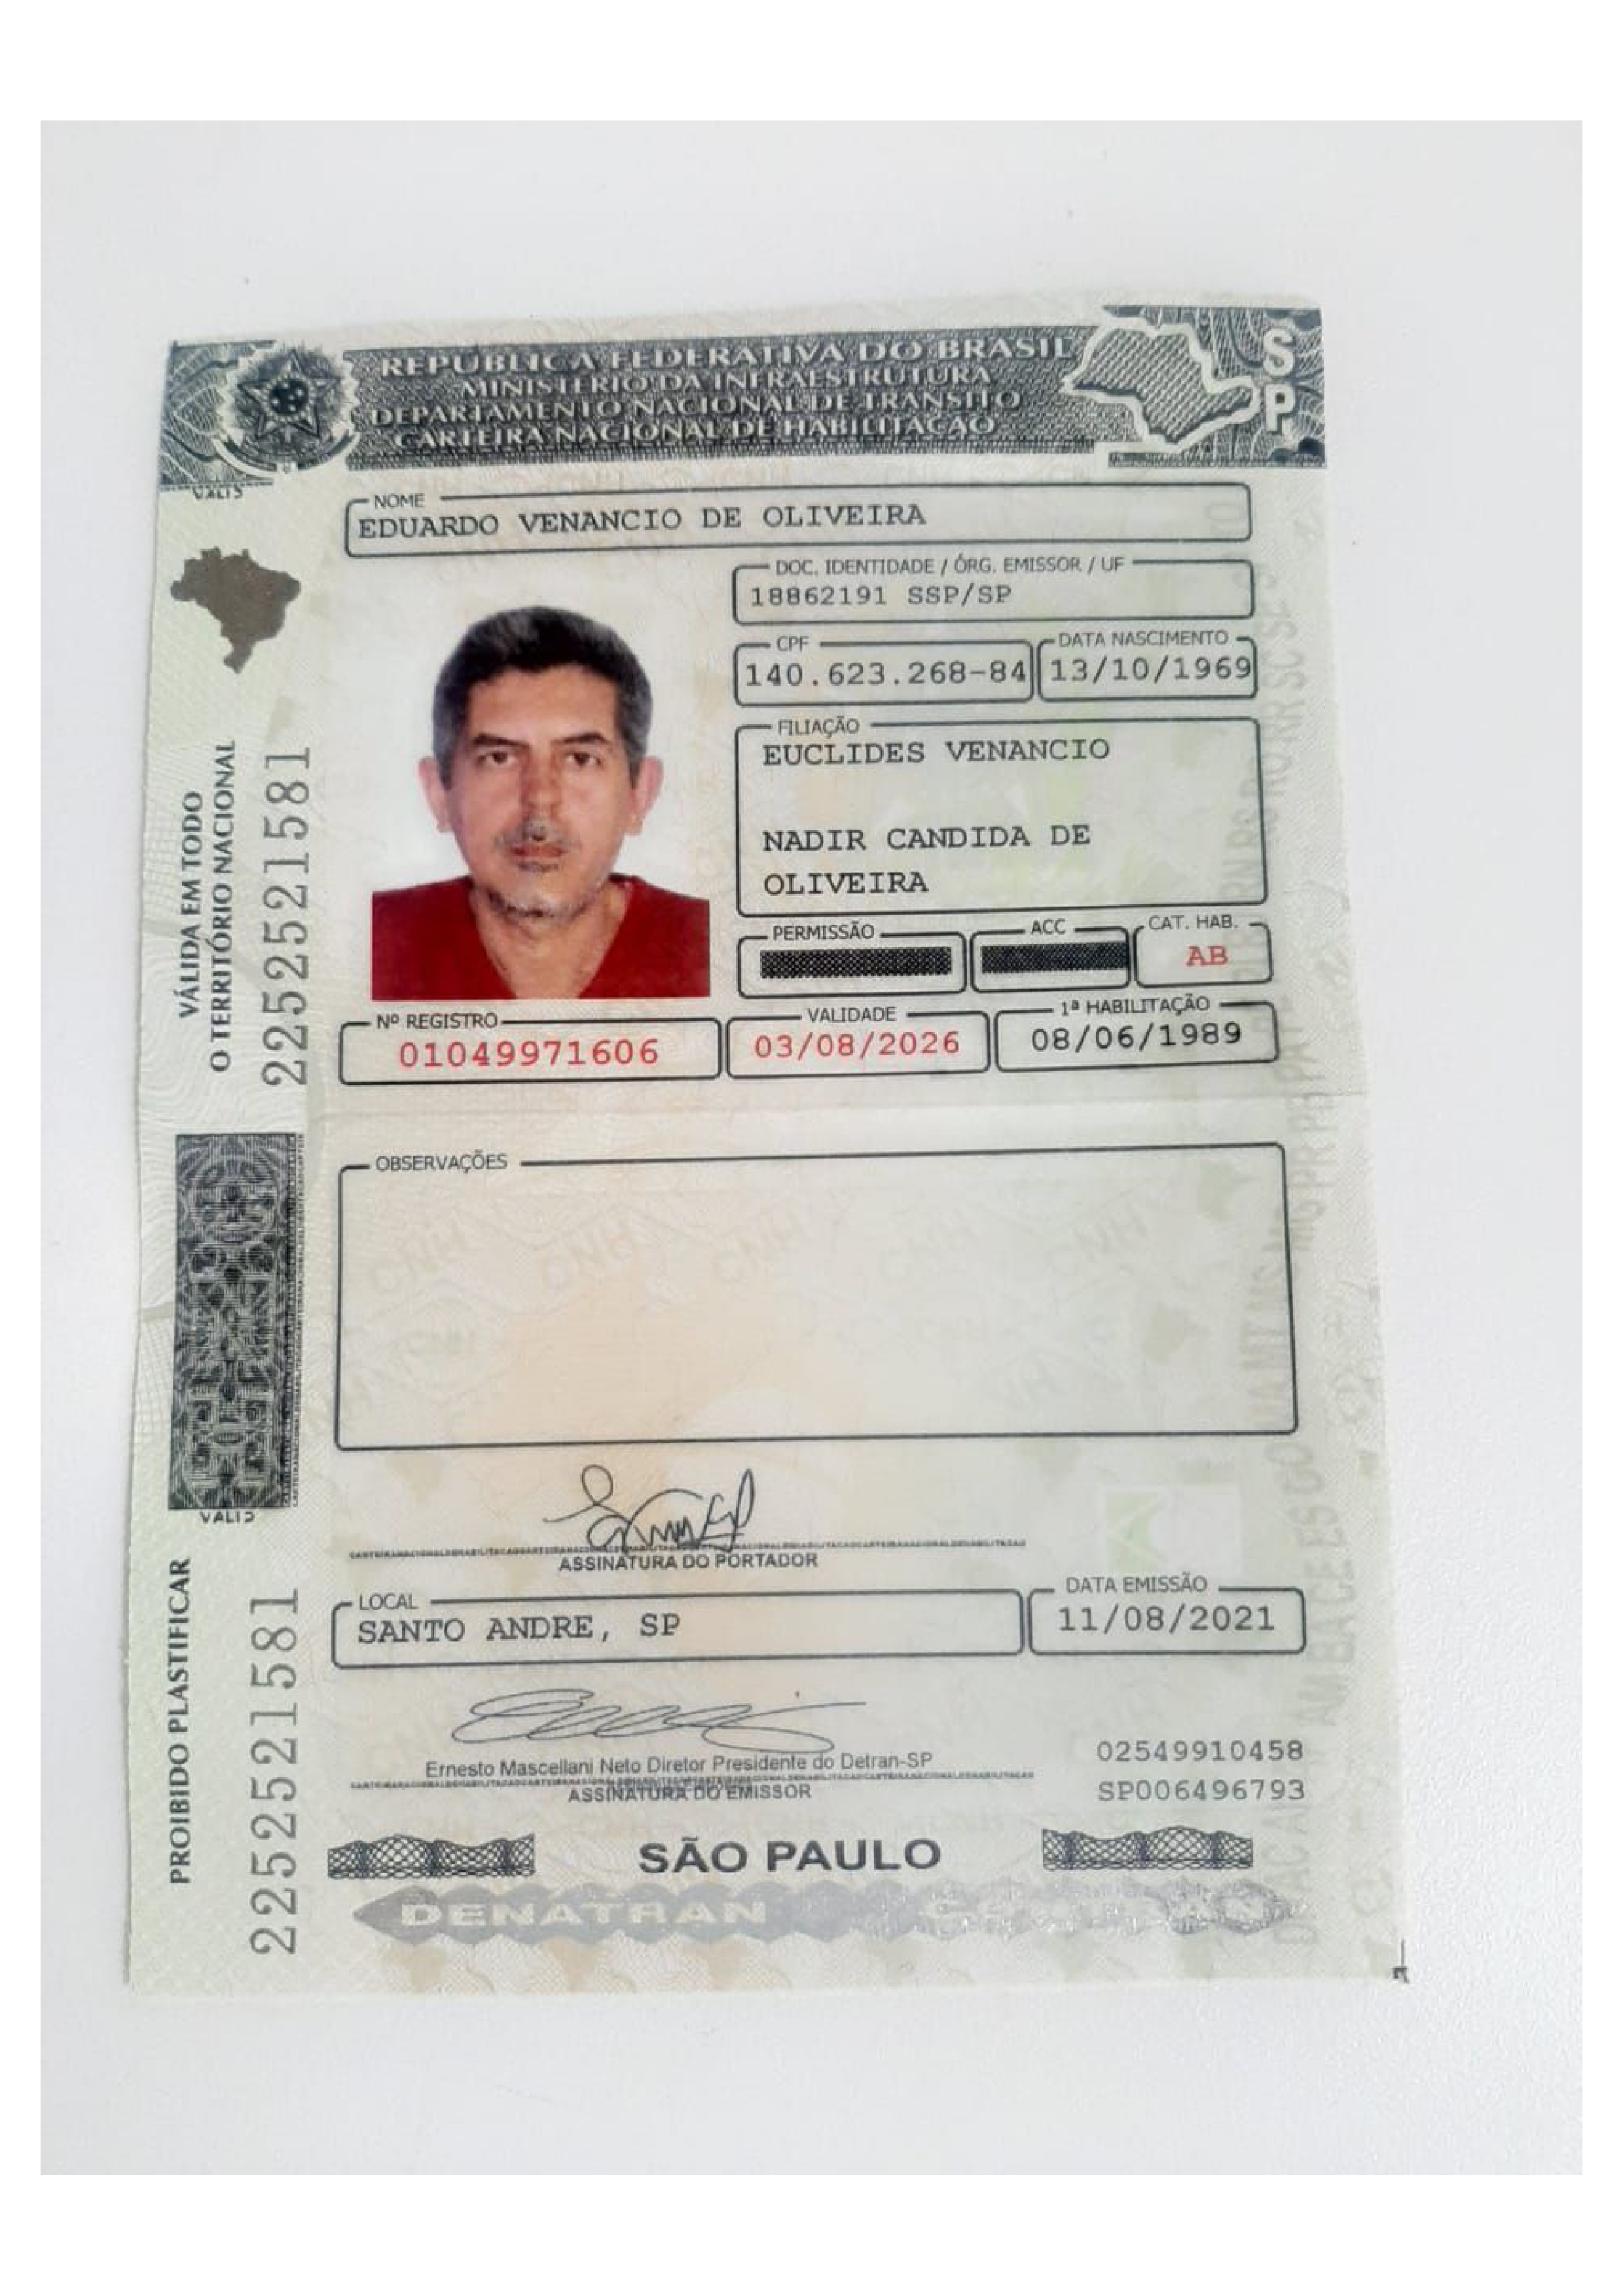 REPÚBLICA FEDERATIVA DO BRASIL
MINISTÉRIO DA INFRAESTRUTURA
DEPARTAMENTO NACIONAL DE TRÂNSITO
CARTEIRA NACIONAL DE HABILITAÇÃO
SP
NOME
EDUARDO VENANCIO DE OLIVEIRA
DOC. IDENTIDADE / ÓRG. EMISSOR / UF
18862191 SSP/SP
CPF
140.623.268-84
DATA NASCIMENTO
13/10/1969
FILIAÇÃO
EUCLIDES VENANCIO
NADIR CANDIDA DE
OLIVEIRA
PERMISSÃO
ACC
CAT. HAB.
AB
Nº REGISTRO
01049971606
VALIDADE
03/08/2026
1ª HABILITAÇÃO
08/06/1989
VÁLIDA EM TODO
O TERRITÓRIO NACIONAL
2252521581
OBSERVAÇÕES
ASSINATURA DO PORTADOR
LOCAL
SANTO ANDRE, SP
DATA EMISSÃO
11/08/2021
Ernesto Mascellani Neto Diretor Presidente do Detran-SP
ASSINATURA DO EMISSOR
02549910458
SP006496793
PROIBIDO PLASTIFICAR
2252521581
SÃO PAULO
DENATRAN